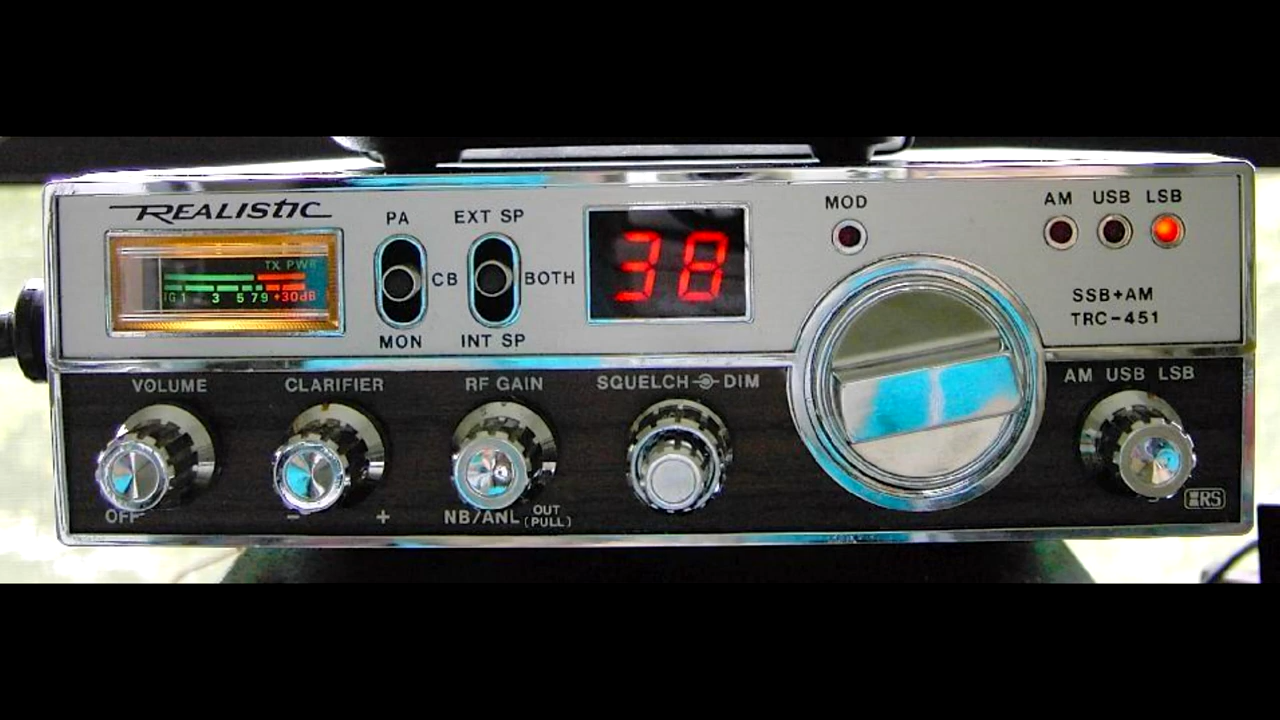 REALISTIC
TX PWR
SIG 1 3 5 7 9 +30dB
PA
CB
MON
EXT SP
BOTH
INT SP
38
MOD
AM USB LSB
SSB+AM
TRC-451
VOLUME
OFF
CLARIFIER
- +
RF GAIN
NB/ANL OUT
(PULL)
SQUELCH DIM
AM USB LSB
RS